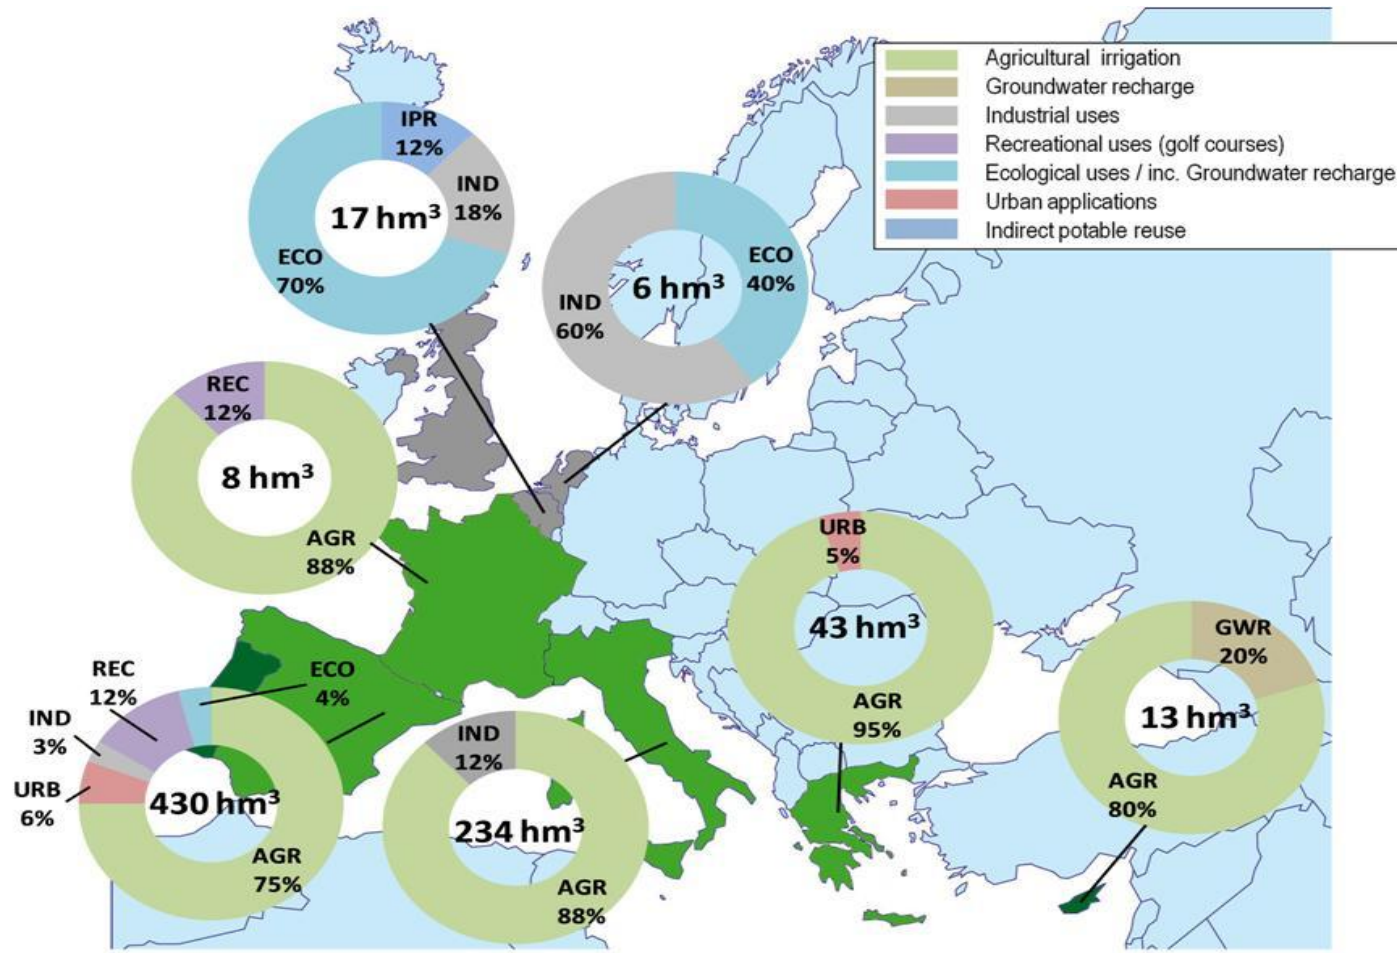 Agricultural irrigation
Groundwater recharge
Industrial uses
Recreational uses (golf courses)
Ecological uses / inc. Groundwater recharge
Urban applications
Indirect potable reuse
IPR
12%
IND
18%
17 hm³
ECO
70%
ECO
40%
6 hm³
IND
60%
REC
12%
8 hm³
AGR
88%
URB
5%
43 hm³
AGR
95%
GWR
20%
13 hm³
AGR
80%
REC
12%
ECO
4%
IND
3%
URB
6%
430 hm³
AGR
75%
IND
12%
234 hm³
AGR
88%